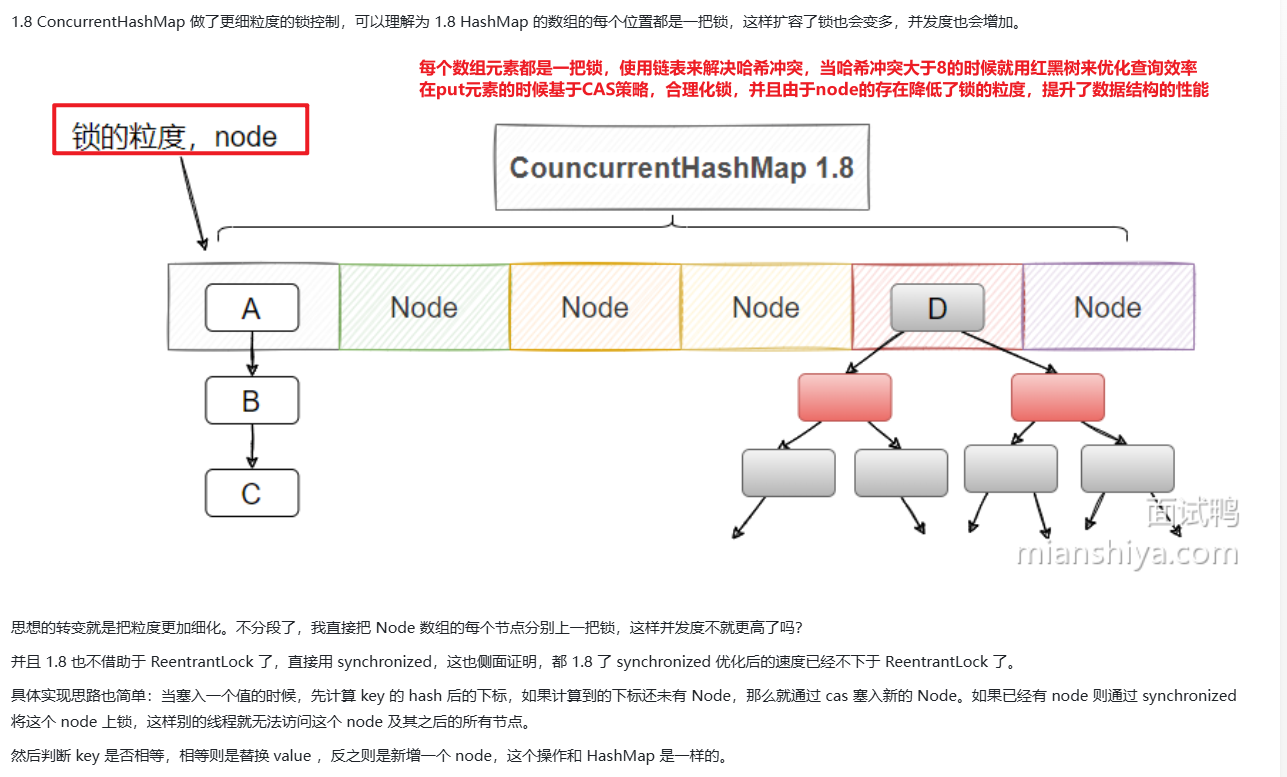 1.8 ConcurrentHashMap 做了更细粒度的锁控制，可以理解为 1.8 HashMap 的数组的每个位置都是一把锁，这样扩容了锁也会变多，并发度也会增加。
每个数组元素都是一把锁，使用链表来解决哈希冲突，当哈希冲突大于8的时候就用红黑树来优化查询效率
在put元素的时候基于CAS策略，合理化锁，并且由于node的存在降低了锁的粒度，提升了数据结构的性能
锁的粒度，node
CouncurrentHashMap 1.8
A
Node
Node
Node
D
Node
B
C
面试鸭
mianshiya.com
思想的转变就是把粒度更加细化。不分段了，我直接把 Node 数组的每个节点分别上一把锁，这样并发度不就更高了吗？
并且 1.8 也不借助于 ReentrantLock 了，直接用 synchronized，这也侧面证明，都 1.8 了 synchronized 优化后的速度已经不下于 ReentrantLock 了。
具体实现思路也简单：当塞入一个值的时候，先计算 key 的 hash 后的下标，如果计算到的下标还未有 Node，那么就通过 cas 塞入新的 Node。如果已经有 node 则通过 synchronized
将这个 node 上锁，这样别的线程就无法访问这个 node 及其之后的所有节点。
然后判断 key 是否相等，相等则是替换 value ，反之则是新增一个 node，这个操作和 HashMap 是一样的。